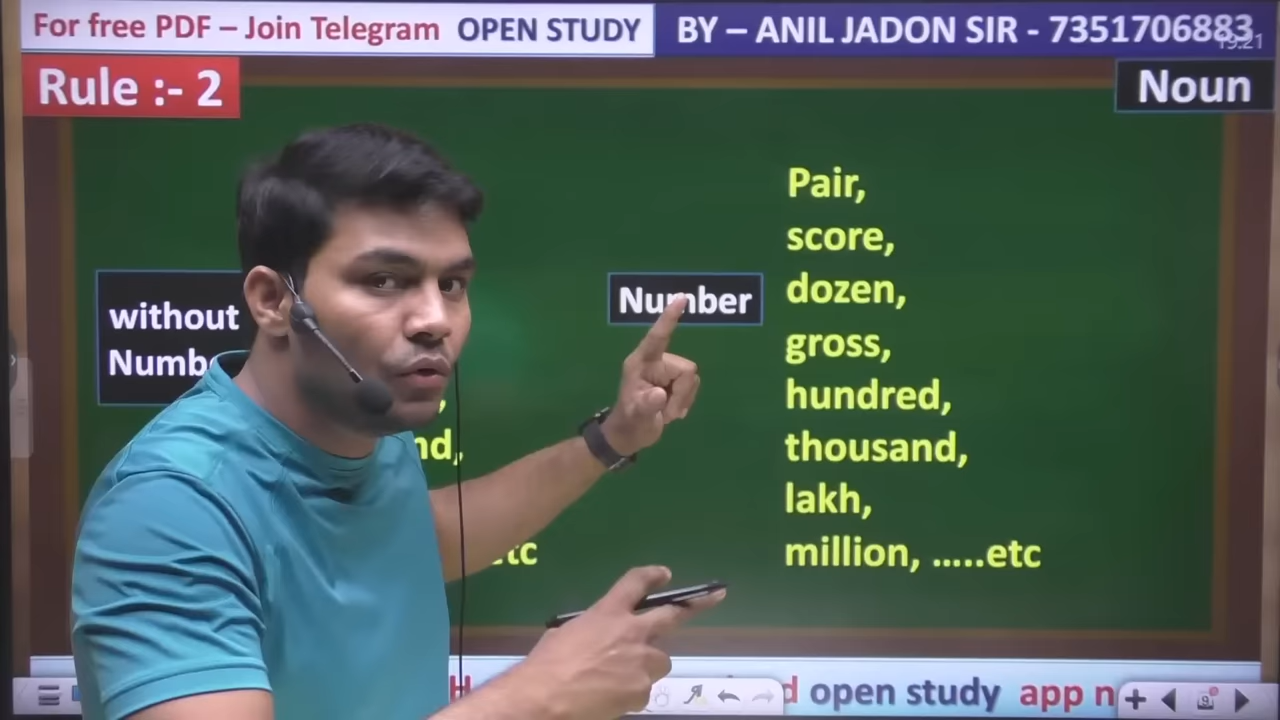 For free PDF – Join Telegram OPEN STUDY
BY – ANIL JADON SIR - 7351706883
Rule :- 2
Noun
without
Number
Pair,
score,
dozen,
gross,
hundred,
thousand,
lakh,
million, .....etc
etc
open study app